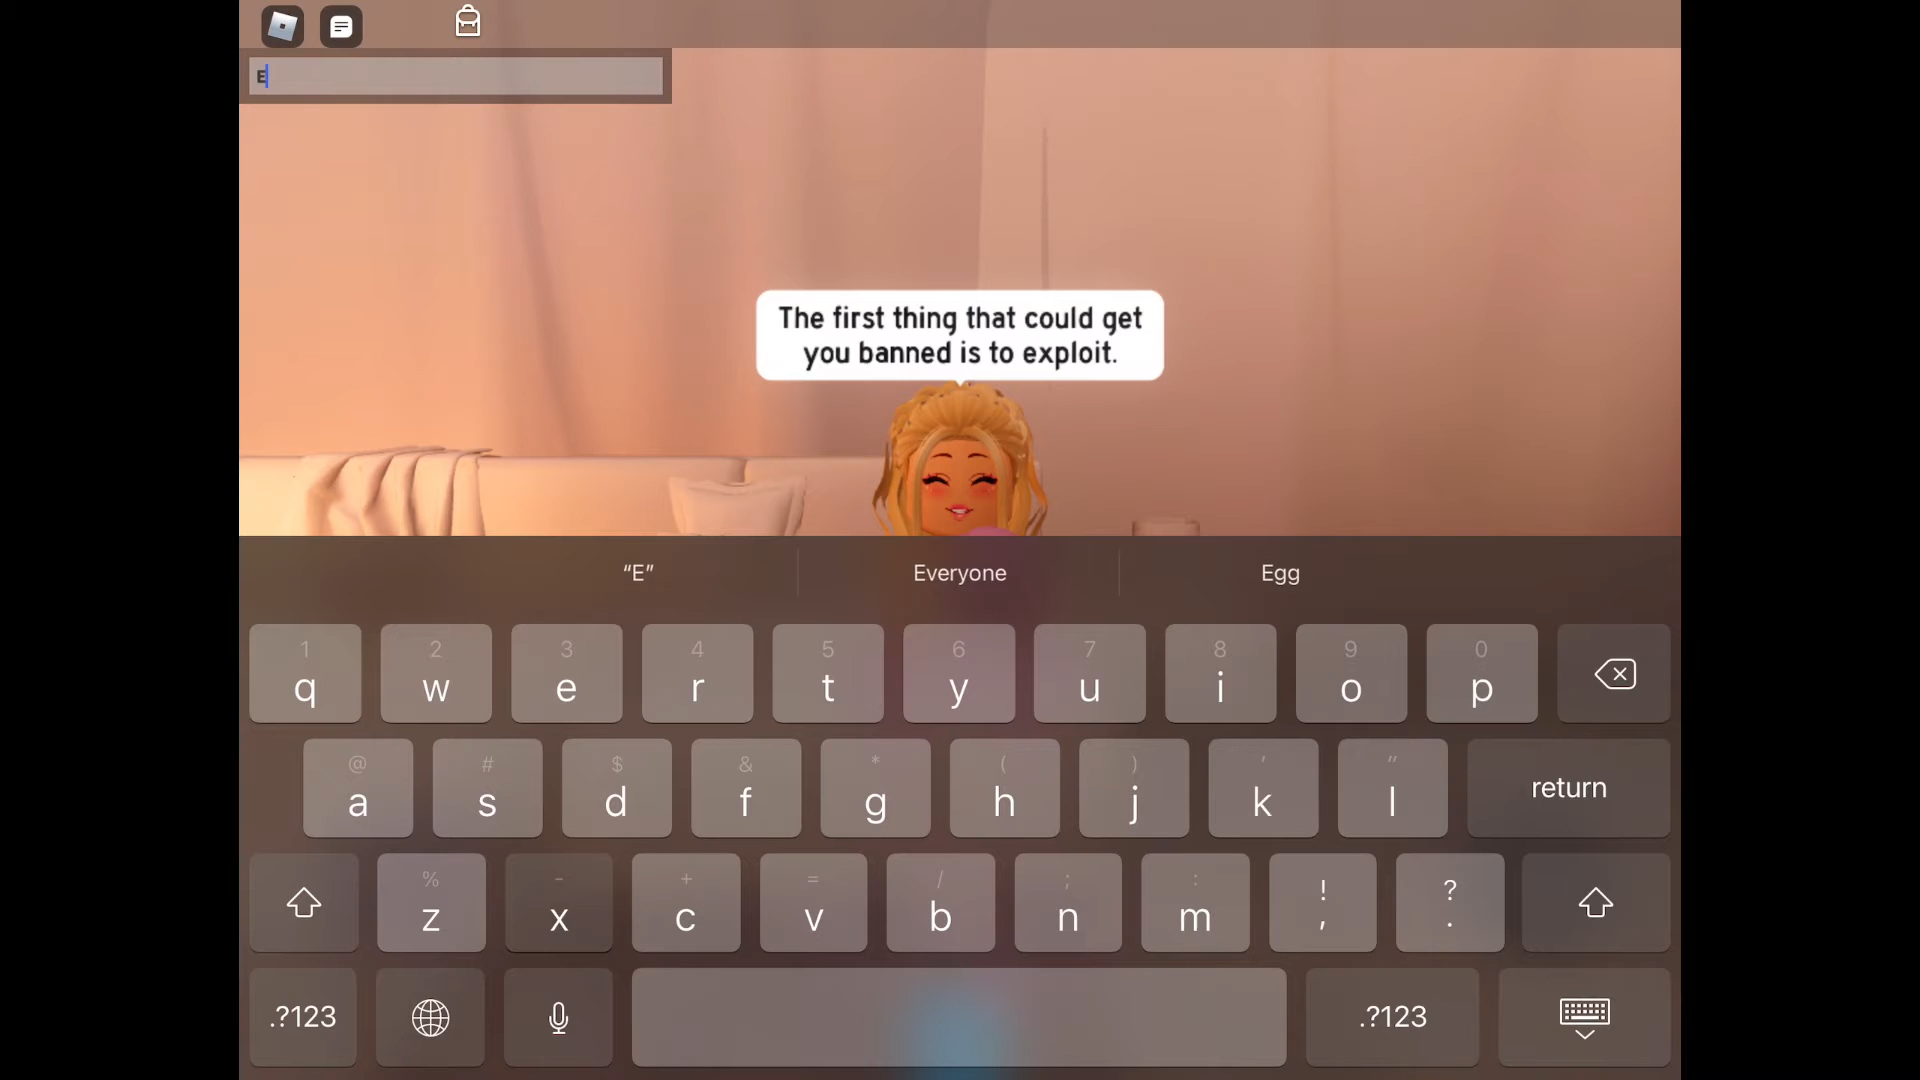 E
The first thing that could get
you banned is to exploit.
“E” Everyone Egg
1 2 3 4 5 6 7 8 9 0
q w e r t y u i o p
@ # $ & * ( ) ' "
a s d f g h j k l return
% - + = / ; : ! ?
z x c v b n m , .
.?123 .?123